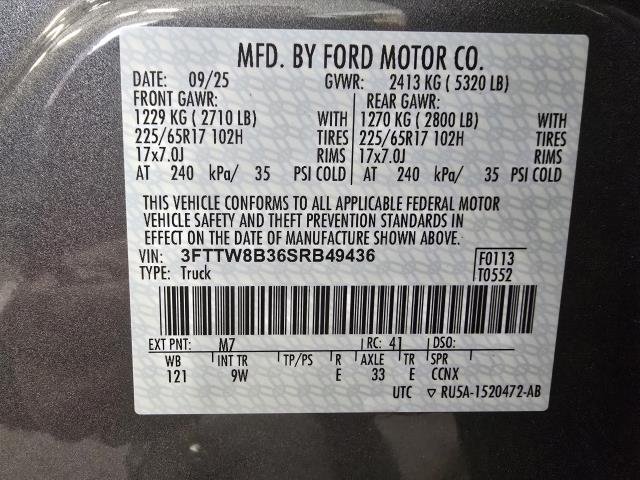 MFD. BY FORD MOTOR CO.
DATE: 09/25 GVWR: 2413 KG ( 5320 LB)
FRONT GAWR: REAR GAWR:
1229 KG ( 2710 LB) WITH 1270 KG ( 2800 LB) WITH
225/65R17 102H TIRES 225/65R17 102H TIRES
17x7.0J RIMS 17x7.0J RIMS
AT 240 kPa/ 35 PSI COLD AT 240 kPa/ 35 PSI COLD
THIS VEHICLE CONFORMS TO ALL APPLICABLE FEDERAL MOTOR
VEHICLE SAFETY AND THEFT PREVENTION STANDARDS IN
EFFECT ON THE DATE OF MANUFACTURE SHOWN ABOVE.
VIN: 3FTTW8B36SRB49436 F0113
TYPE: Truck T0552
EXT PNT: M7 RC: 41 DSO:
WB INT TR TP/PS R AXLE TR SPR
121 9W E 33 E CCNX
UTC ▽ RU5A-1520472-AB